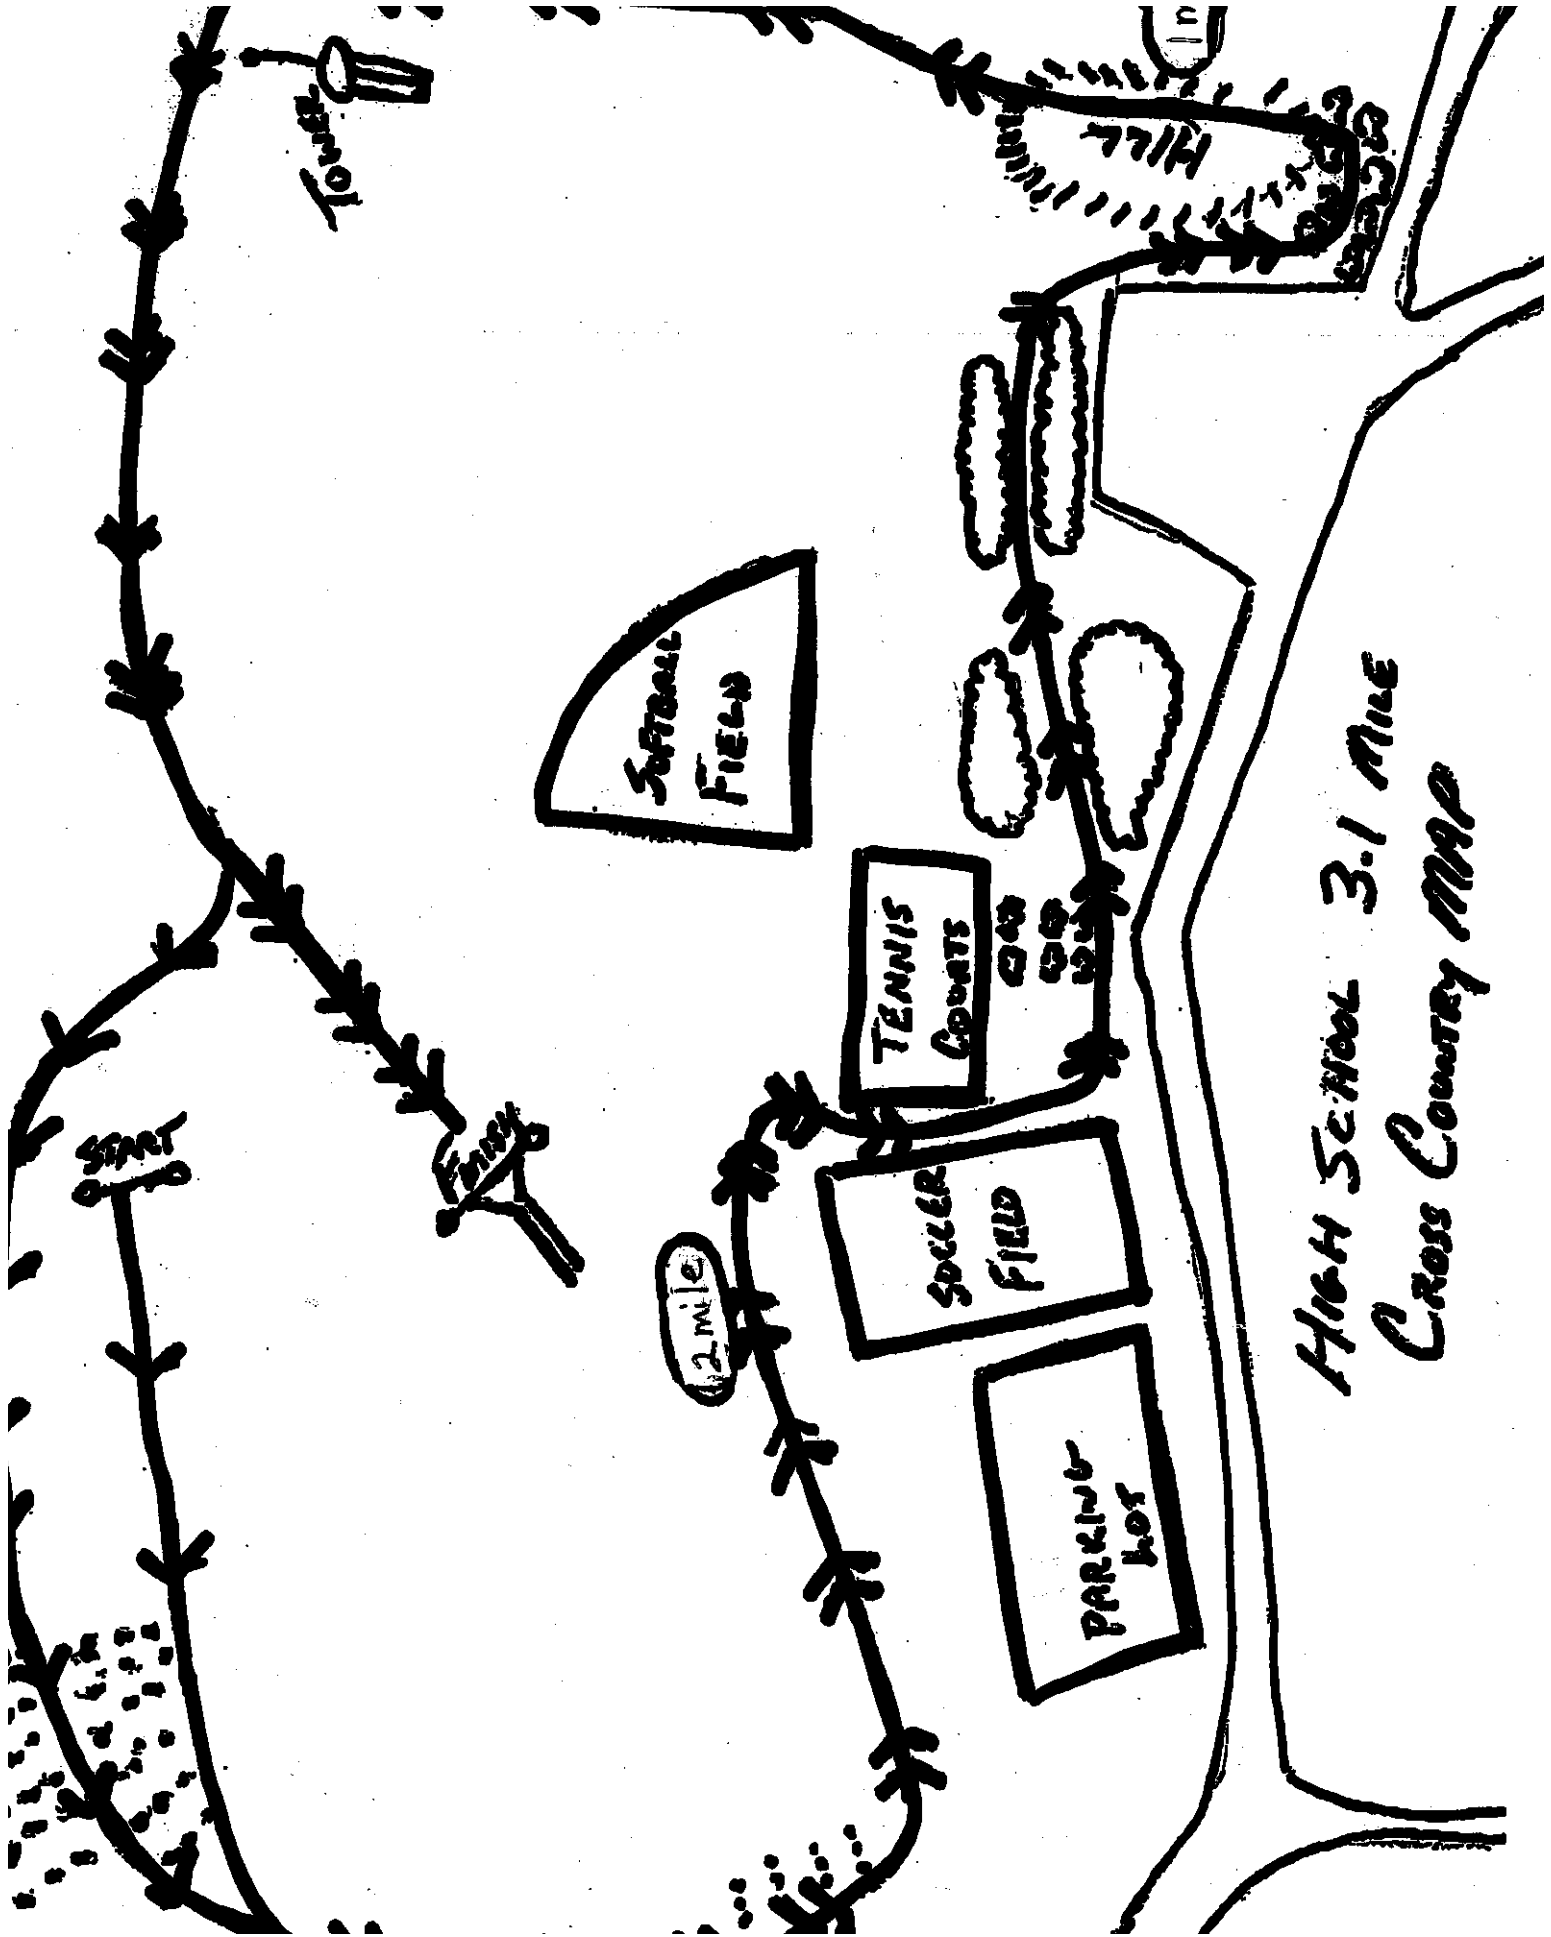 HIGH SCHOOL 3.1 MILE
CROSS COUNTRY MAP
START
FINISH
TOWER
HILL
SOFTBALL
FIELD
TENNIS
COURTS
2 mile
SOCCER
FIELD
PARKING
LOT